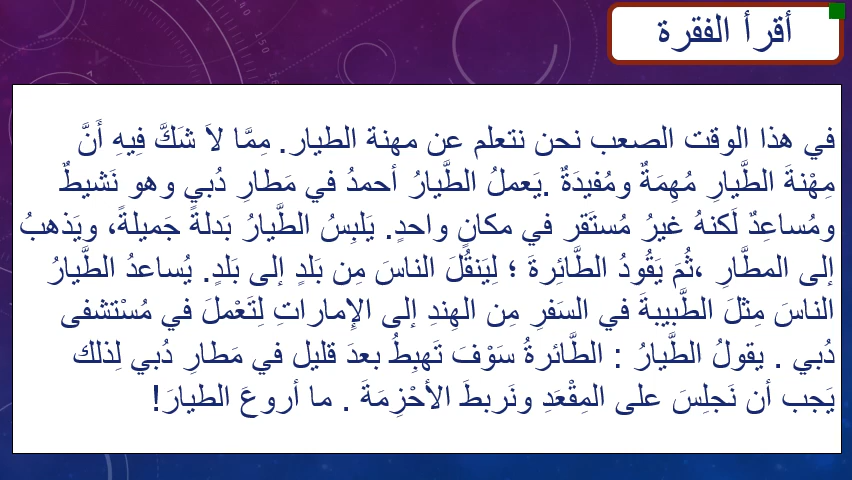 أقرأ الفقرة
في هذا الوقت الصعب نحن نتعلم عن مهنة الطيار. مِمَّا لاَ شَكَّ فِيهِ أَنَّ
مِهْنةَ الطَّيارِ مُهِمَةٌ ومُفيدَةٌ .يَعملُ الطَّيارُ أحمدُ في مَطارِ دُبي وهو نَشيطٌ
ومُساعِدٌ لَكنهُ غيرُ مُستَقر في مكانٍ واحدٍ. يَلبِسُ الطَّيارُ بَدلةً جَميلةً، ويَذهبُ
إلى المطَّارِ ،ثُمَ يَقُودُ الطَّائِرةَ ؛ لِيَنقُلَ الناسَ مِن بَلَدٍ إلى بَلدٍ. يُساعدُ الطَّيارُ
الناسَ مِثلَ الطَّبيبةَ في السَفرِ مِن الهِندِ إلى الإماراتِ لِتَعْملَ في مُسْتشفى
دُبي . يقولُ الطَّيارُ : الطَّائرةُ سَوْفَ تَهبِطُ بعدَ قليل في مَطارِ دُبي لِذلك
يَجب أن نَجلِسَ على المِقْعَدِ ونَربطَ الأحْزِمَةَ . ما أروعَ الطيارَ!